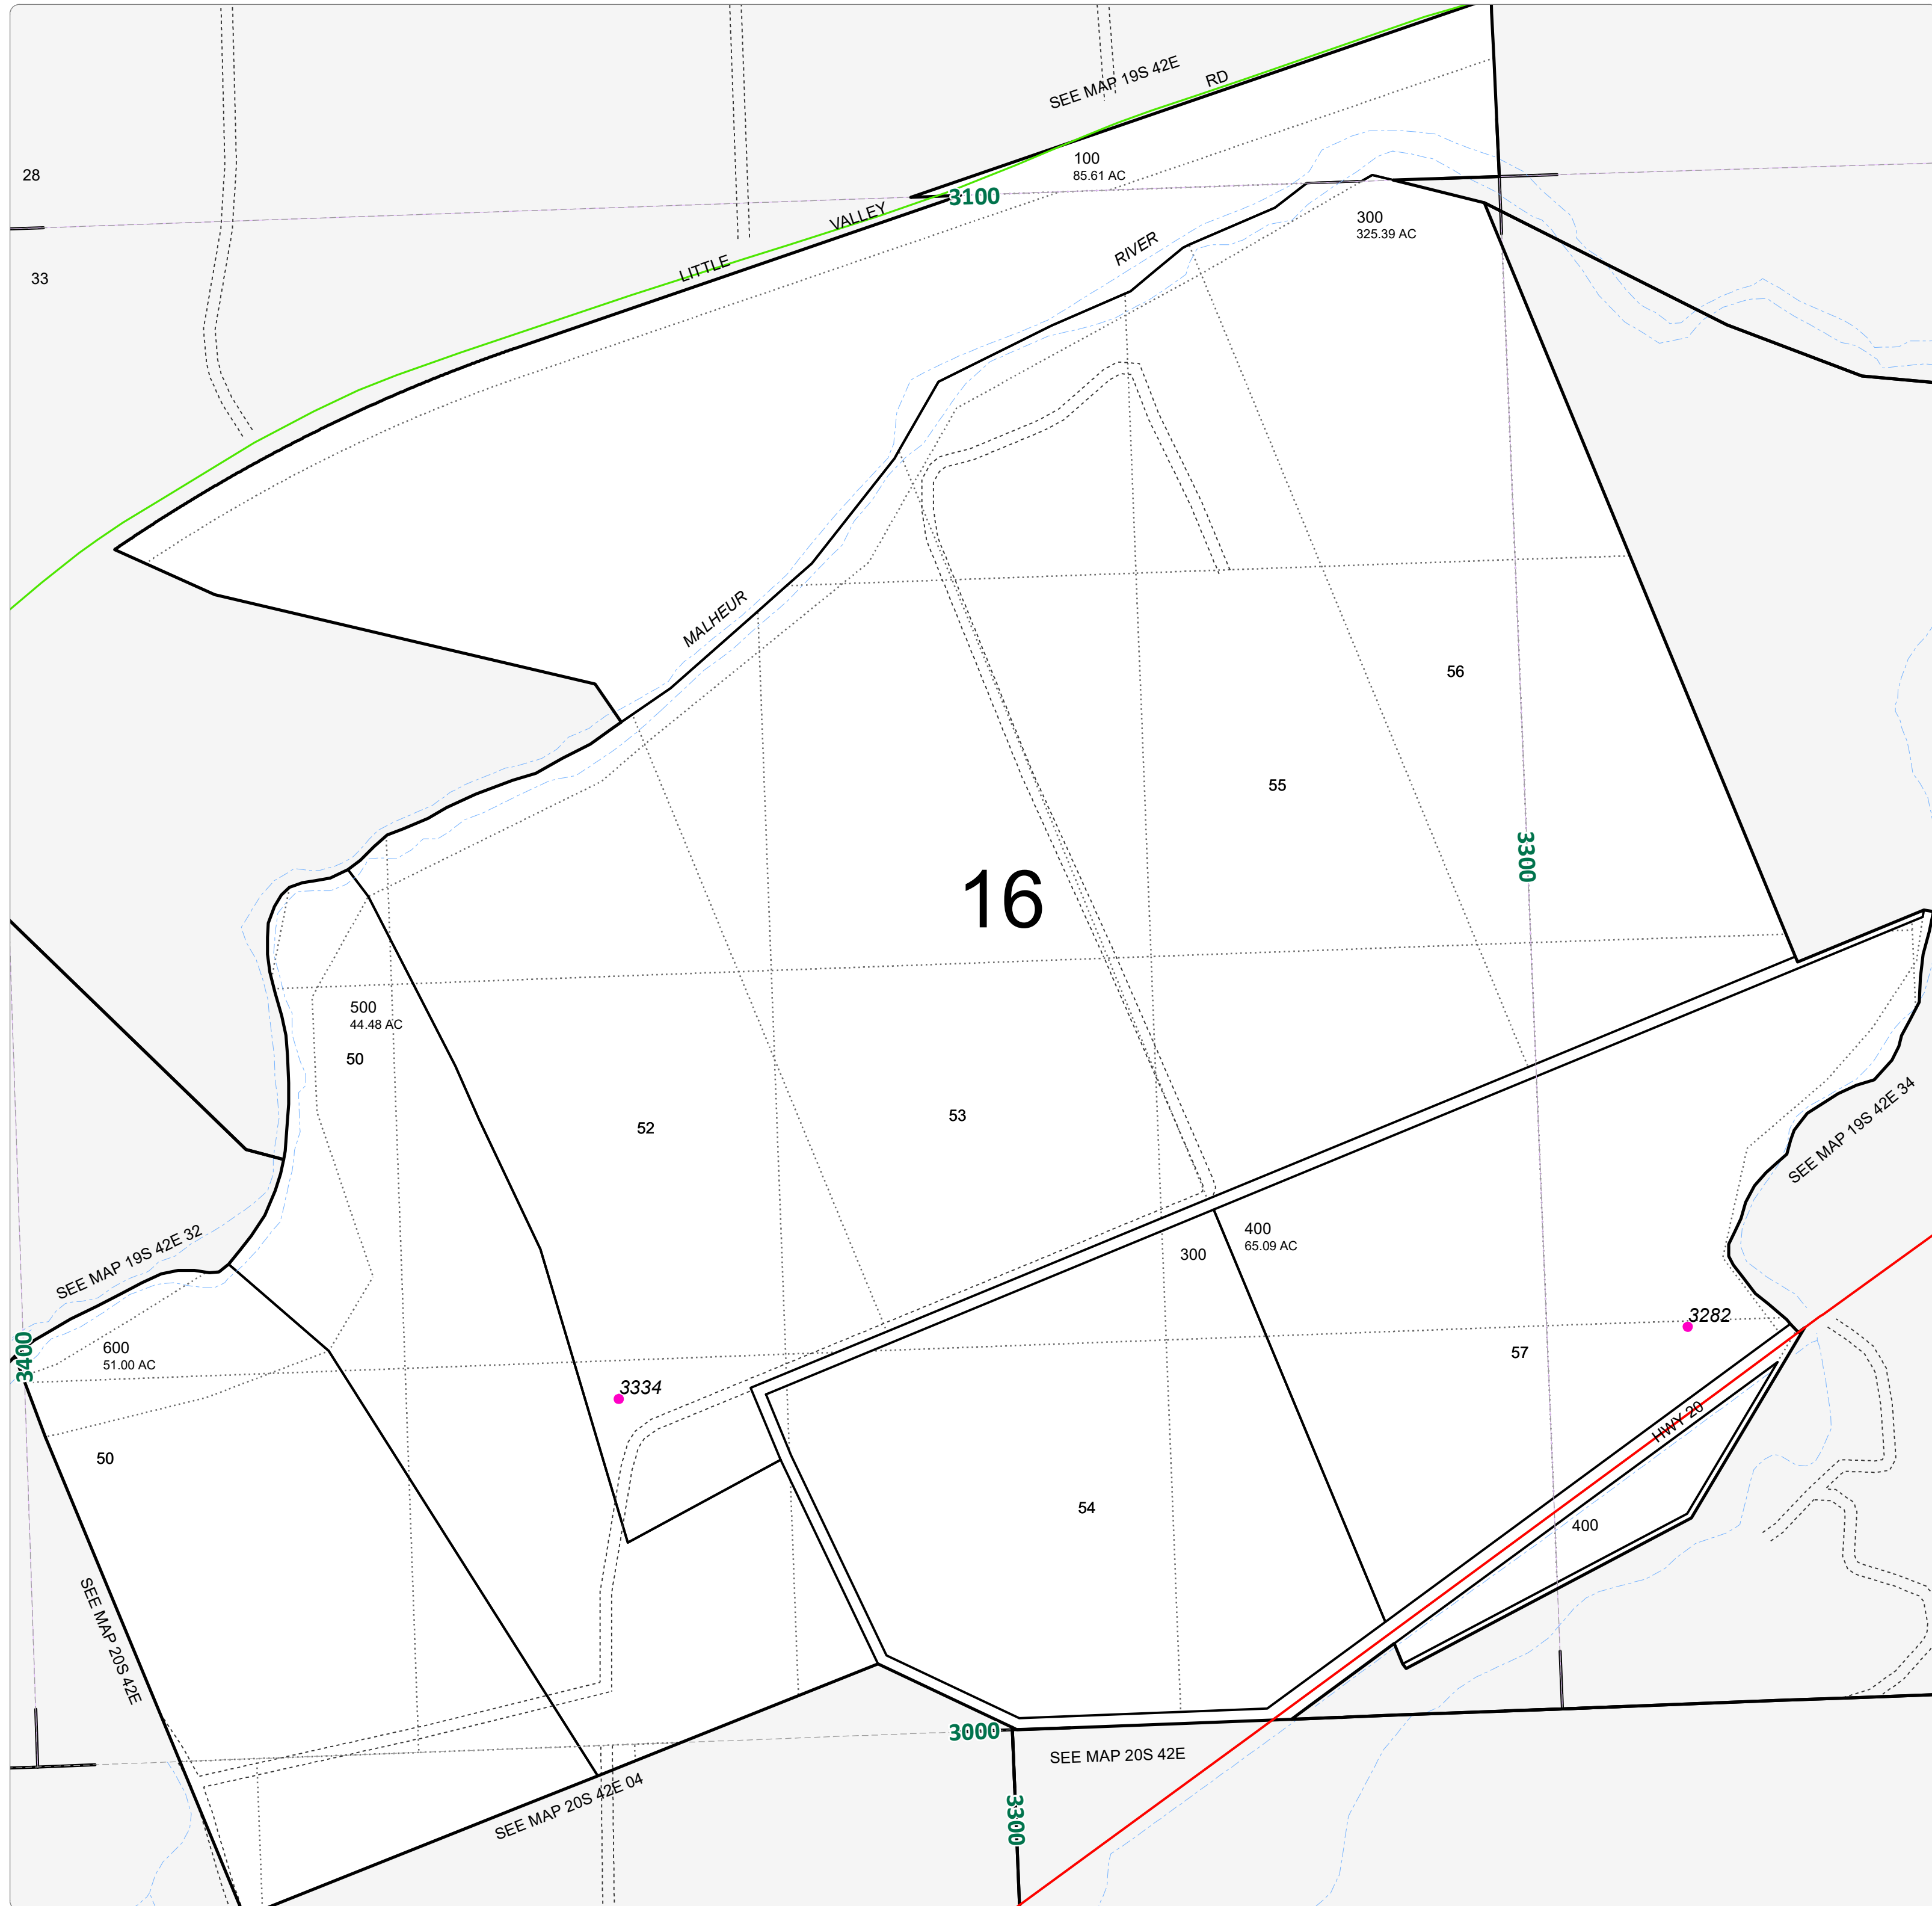 SEE MAP 19S 42E
RD
100
85.61 AC
28
3100
VALLEY
300
325.39 AC
RIVER
33
LITTLE
MALHEUR
56
55
3300
16
500
44.48 AC
50
52
53
SEE MAP 19S 42E 34
SEE MAP 19S 42E 32
400
65.09 AC
300
3282
3400
600
51.00 AC
57
3334
HWY 20
50
54
400
SEE MAP 20S 42E
3000
SEE MAP 20S 42E
SEE MAP 20S 42E 04
3300